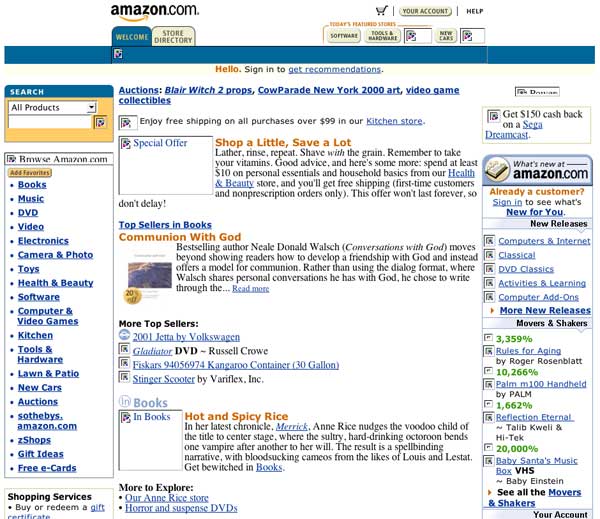 amazon.com.
YOUR ACCOUNT | HELP
WELCOME
STORE DIRECTORY
TODAY'S FEATURED STORES
SOFTWARE
TOOLS & HARDWARE
NEW CARS
Hello. Sign in to get recommendations.
SEARCH
All Products
Browse Amazon.com
Add Favorites
• Books
• Music
• DVD
• Video
• Electronics
• Camera & Photo
• Toys
• Health & Beauty
• Software
• Computer & Video Games
• Kitchen
• Tools & Hardware
• Lawn & Patio
• New Cars
• Auctions
• sothebys.amazon.com
• zShops
• Gift Ideas
• Free e-Cards
Shopping Services
• Buy or redeem a gift
certificate
Auctions: Blair Witch 2 props, CowParade New York 2000 art, video game
collectibles
Enjoy free shipping on all purchases over $99 in our Kitchen store.
Special Offer
Shop a Little, Save a Lot
Lather, rinse, repeat. Shave with the grain. Remember to take
your vitamins. Good advice, and here's some more: spend at least
$10 on personal essentials and household basics from our Health
& Beauty store, and you'll get free shipping (first-time customers
and nonprescription orders only). This offer won't last forever, so
don't delay!
Top Sellers in Books
Communion With God
20% off
Bestselling author Neale Donald Walsch (Conversations with God) moves
beyond showing readers how to develop a friendship with God and instead
offers a model for communion. Rather than using the dialog format, where
Walsch shares personal conversations he has with God, he chose to write
through the... Read more
More Top Sellers:
2001 Jetta by Volkswagen
Gladiator DVD ~ Russell Crowe
Fiskars 94056974 Kangaroo Container (30 Gallon)
Stinger Scooter by Variflex, Inc.
in Books
In Books
Hot and Spicy Rice
In her latest chronicle, Merrick, Anne Rice nudges the voodoo child of
the title to center stage, where the sultry, hard-drinking octoroon bends
one vampire after another to her will. The result is a spellbinding
narrative, with bloodsucking cameos from the likes of Louis and Lestat.
Get bewitched in Books.
More to Explore:
• Our Anne Rice store
• Horror and suspense DVDs
Get $150 cash back
on a Sega
Dreamcast.
What's new at
amazon.com
Already a customer?
Sign in to see what's
New for You.
New Releases
Computers & Internet
Classical
DVD Classics
Activities & Learning
Computer Add-Ons
More New Releases
Movers & Shakers
3,359%
Rules for Aging
by Roger Rosenblatt
10,266%
Palm m100 Handheld
by PALM
1,662%
Reflection Eternal
~ Talib Kweli &
Hi-Tek
20,000%
Baby Santa's Music
Box VHS
~ Baby Einstein
See all the Movers
& Shakers
Your Account